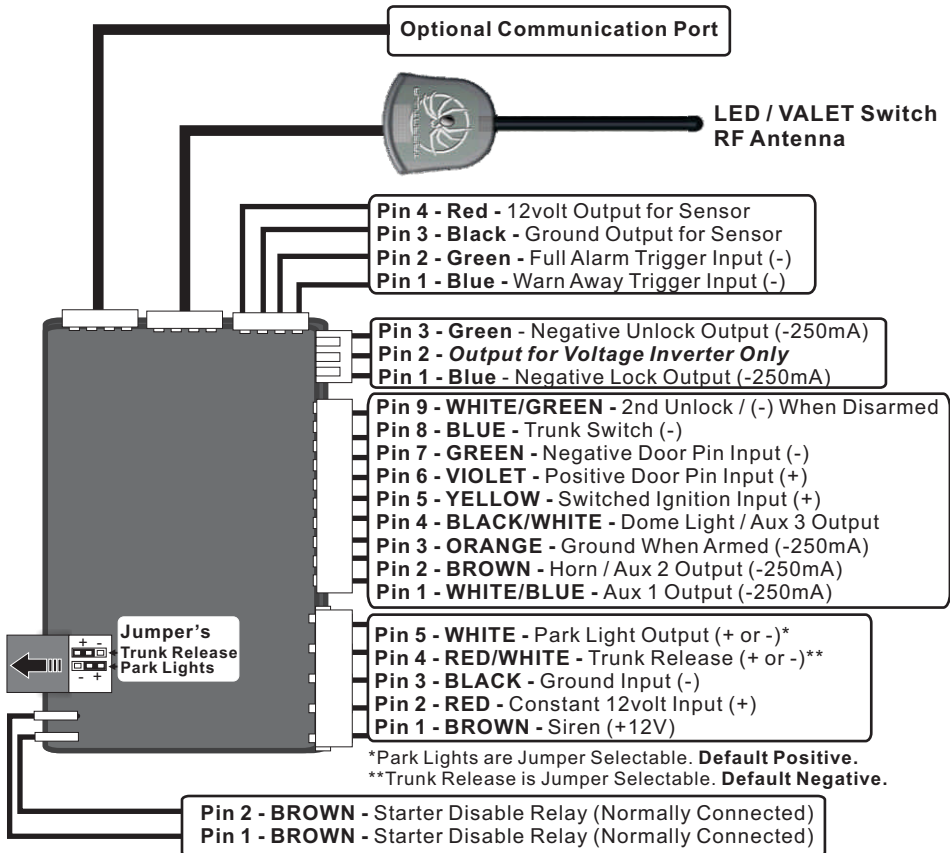 Optional Communication Port
TARANTULA
LED / VALET Switch
RF Antenna
Pin 4 - Red - 12volt Output for Sensor
Pin 3 - Black - Ground Output for Sensor
Pin 2 - Green - Full Alarm Trigger Input (-)
Pin 1 - Blue - Warn Away Trigger Input (-)
Pin 3 - Green - Negative Unlock Output (-250mA)
Pin 2 - Output for Voltage Inverter Only
Pin 1 - Blue - Negative Lock Output (-250mA)
Pin 9 - WHITE/GREEN - 2nd Unlock / (-) When Disarmed
Pin 8 - BLUE - Trunk Switch (-)
Pin 7 - GREEN - Negative Door Pin Input (-)
Pin 6 - VIOLET - Positive Door Pin Input (+)
Pin 5 - YELLOW - Switched Ignition Input (+)
Pin 4 - BLACK/WHITE - Dome Light / Aux 3 Output
Pin 3 - ORANGE - Ground When Armed (-250mA)
Pin 2 - BROWN - Horn / Aux 2 Output (-250mA)
Pin 1 - WHITE/BLUE - Aux 1 Output (-250mA)
Jumper's
+ -
Trunk Release
Park Lights
- +
Pin 5 - WHITE - Park Light Output (+ or -)*
Pin 4 - RED/WHITE - Trunk Release (+ or -)**
Pin 3 - BLACK - Ground Input (-)
Pin 2 - RED - Constant 12volt Input (+)
Pin 1 - BROWN - Siren (+12V)
*Park Lights are Jumper Selectable. Default Positive.
**Trunk Release is Jumper Selectable. Default Negative.
Pin 2 - BROWN - Starter Disable Relay (Normally Connected)
Pin 1 - BROWN - Starter Disable Relay (Normally Connected)